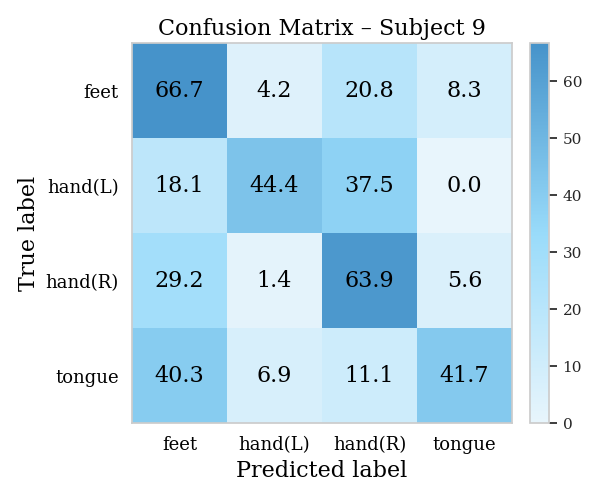 Confusion Matrix – Subject 9
feet 66.7 4.2 20.8 8.3
hand(L) 18.1 44.4 37.5 0.0
hand(R) 29.2 1.4 63.9 5.6
tongue 40.3 6.9 11.1 41.7
feet hand(L) hand(R) tongue
Predicted label
True label
60
50
40
30
20
10
0